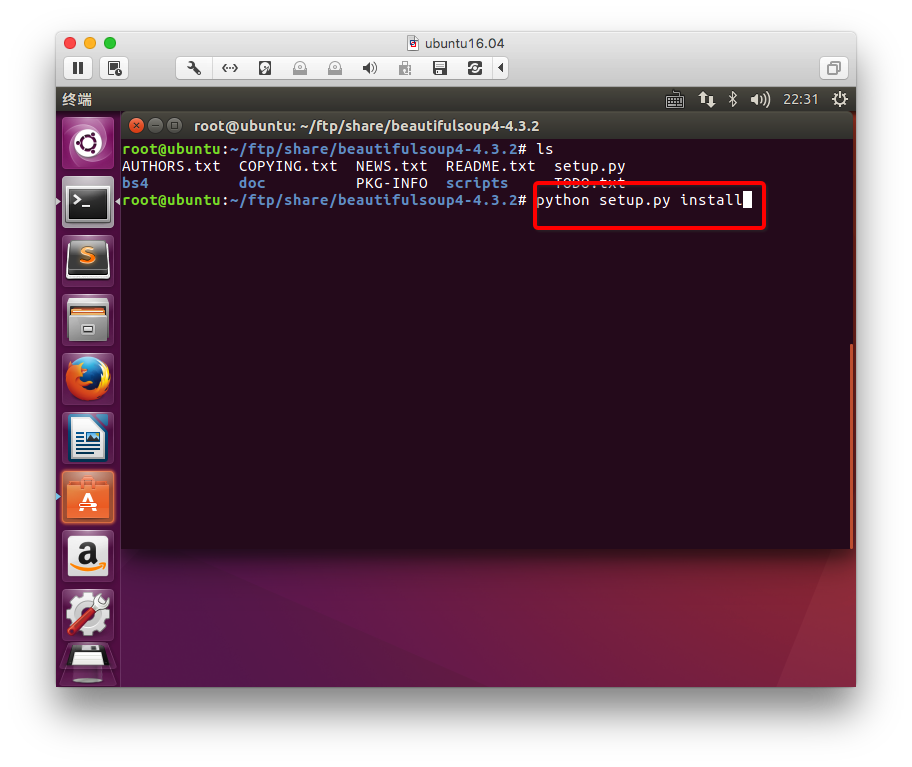 ubuntu16.04
终端
22:31
root@ubuntu: ~/ftp/share/beautifulsoup4-4.3.2
root@ubuntu:~/ftp/share/beautifulsoup4-4.3.2# ls
AUTHORS.txt COPYING.txt NEWS.txt README.txt setup.py
bs4 doc PKG-INFO scripts TODO.txt
root@ubuntu:~/ftp/share/beautifulsoup4-4.3.2# python setup.py install